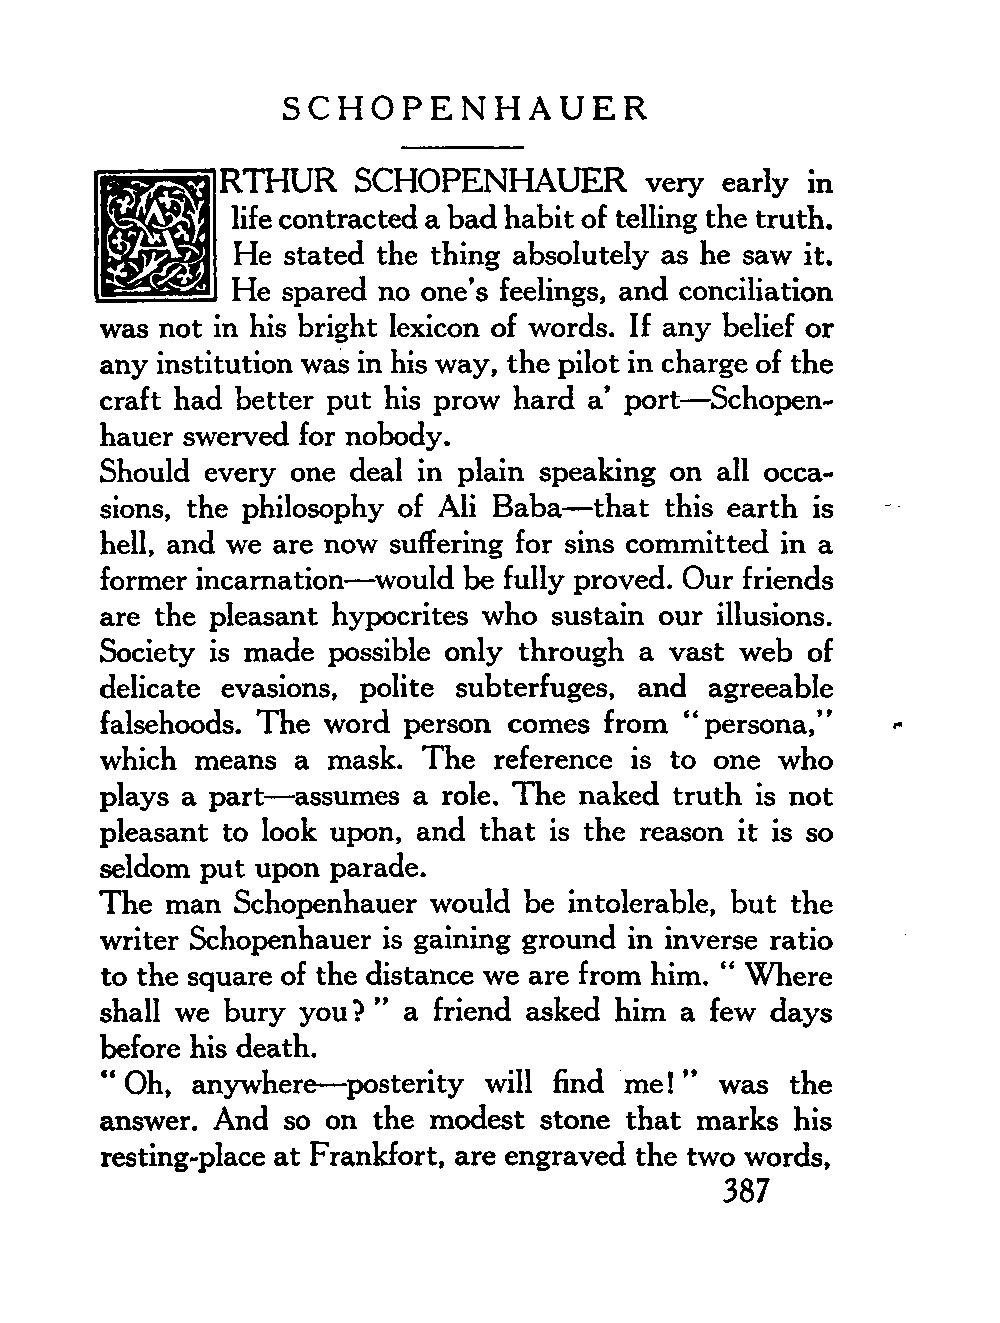 SCHOPENHAUER
ARTHUR SCHOPENHAUER very early in
life contracted a bad habit of telling the truth.
He stated the thing absolutely as he saw it.
He spared no one's feelings, and conciliation
was not in his bright lexicon of words. If any belief or
any institution was in his way, the pilot in charge of the
craft had better put his prow hard a' port—Schopen-
hauer swerved for nobody.
Should every one deal in plain speaking on all occa-
sions, the philosophy of Ali Baba—that this earth is
hell, and we are now suffering for sins committed in a
former incarnation—would be fully proved. Our friends
are the pleasant hypocrites who sustain our illusions.
Society is made possible only through a vast web of
delicate evasions, polite subterfuges, and agreeable
falsehoods. The word person comes from "persona,"
which means a mask. The reference is to one who
plays a part—assumes a role. The naked truth is not
pleasant to look upon, and that is the reason it is so
seldom put upon parade.
The man Schopenhauer would be intolerable, but the
writer Schopenhauer is gaining ground in inverse ratio
to the square of the distance we are from him. "Where
shall we bury you?" a friend asked him a few days
before his death.
"Oh, anywhere—posterity will find me!" was the
answer. And so on the modest stone that marks his
resting-place at Frankfort, are engraved the two words,
387